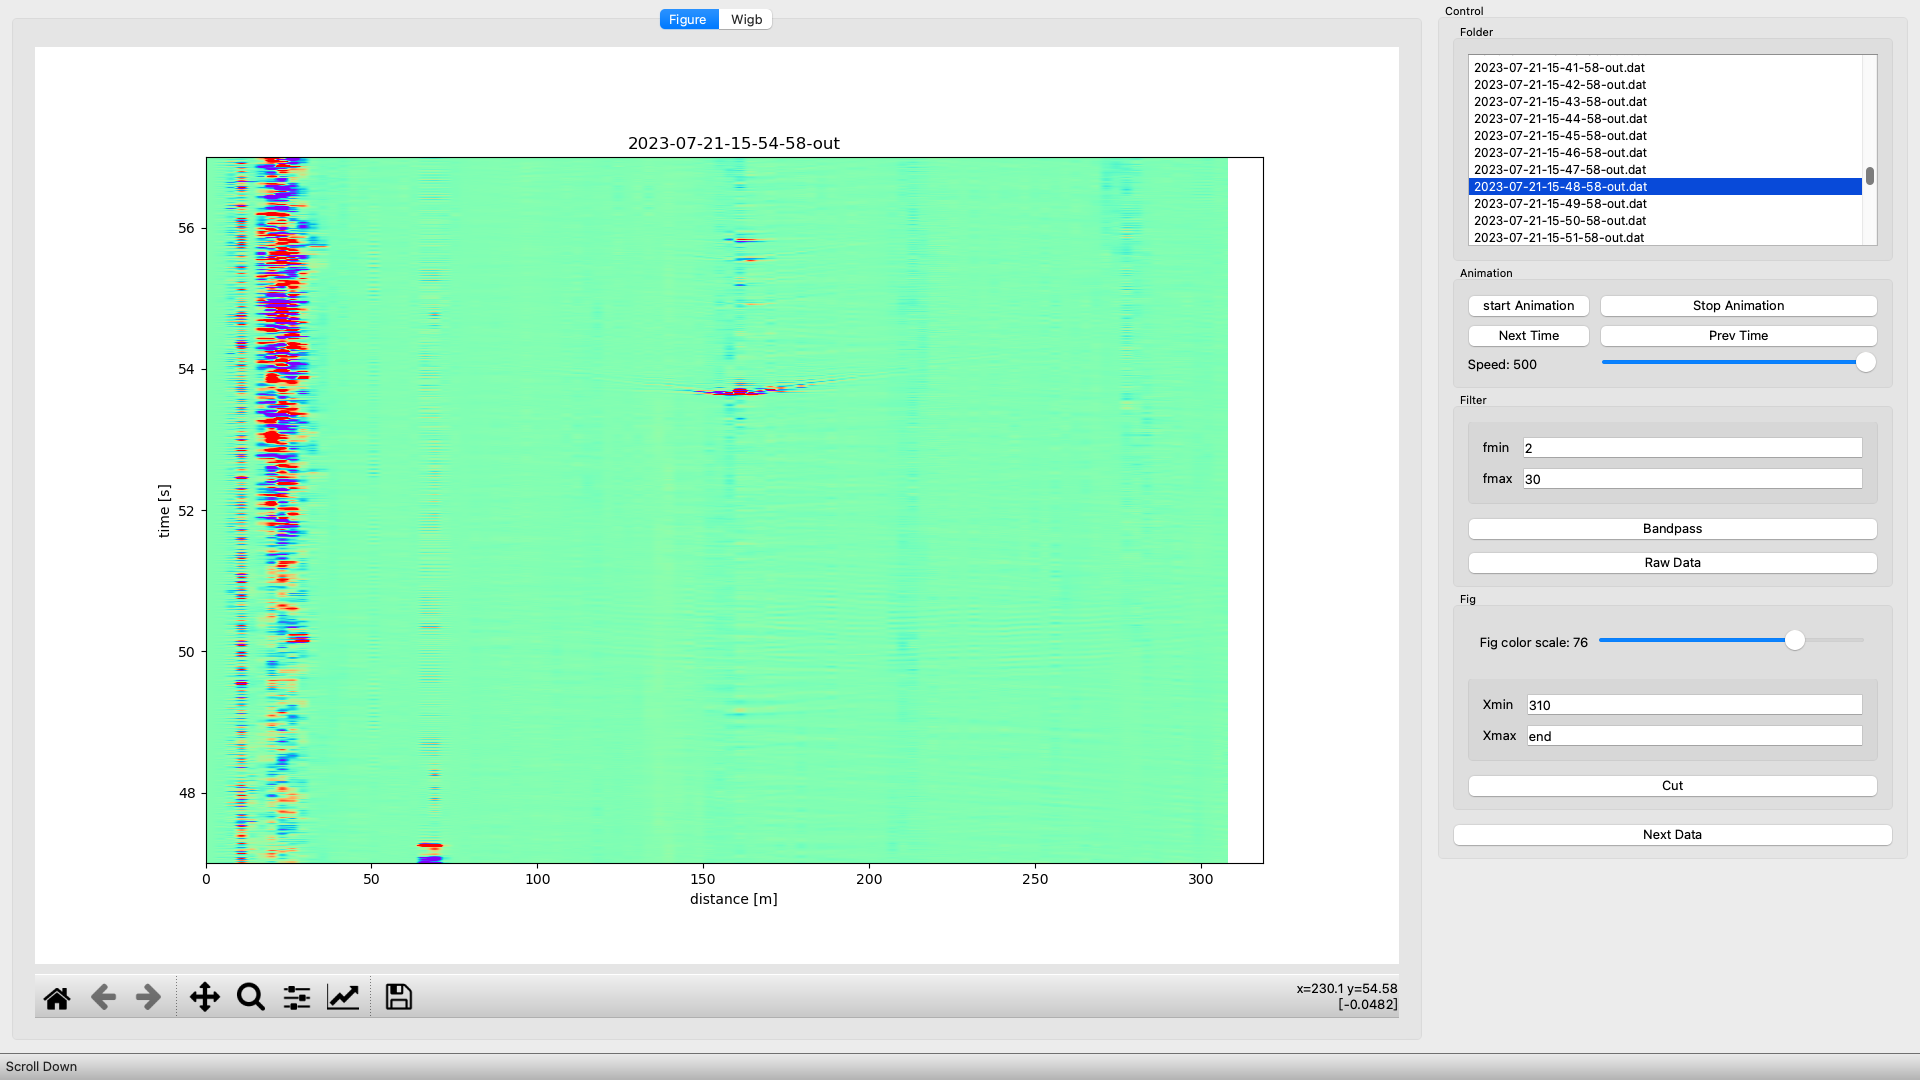 Figure
Wigb
2023-07-21-15-54-58-out
56
54
52
50
48
time [s]
0
50
100
150
200
250
300
distance [m]
x=230.1 y=54.58
[-0.0482]
Scroll Down
Control
Folder
2023-07-21-15-41-58-out.dat
2023-07-21-15-42-58-out.dat
2023-07-21-15-43-58-out.dat
2023-07-21-15-44-58-out.dat
2023-07-21-15-45-58-out.dat
2023-07-21-15-46-58-out.dat
2023-07-21-15-47-58-out.dat
2023-07-21-15-48-58-out.dat
2023-07-21-15-49-58-out.dat
2023-07-21-15-50-58-out.dat
2023-07-21-15-51-58-out.dat
Animation
start Animation
Stop Animation
Next Time
Prev Time
Speed: 500
Filter
fmin 2
fmax 30
Bandpass
Raw Data
Fig
Fig color scale: 76
Xmin 310
Xmax end
Cut
Next Data